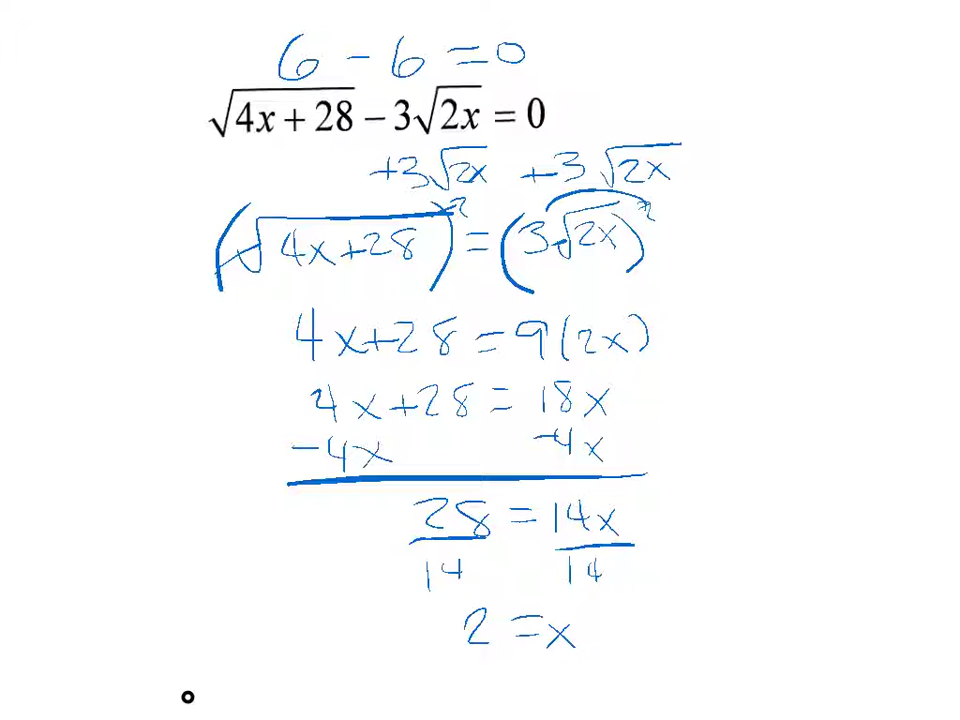 6 - 6 = 0
√(4x + 28) − 3√(2x) = 0
+3√(2x) +3√(2x)
(√(4x+28))² = (3√(2x))²
4x+28 = 9(2x)
4x+28 = 18x
-4x -4x
28 = 14x
14 14
2 = x